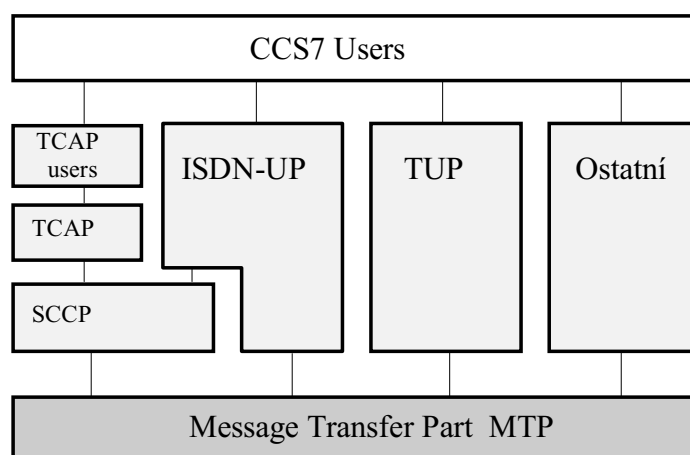 CCS7 Users
TCAP
users
ISDN-UP
TUP
Ostatní
TCAP
SCCP
Message Transfer Part MTP